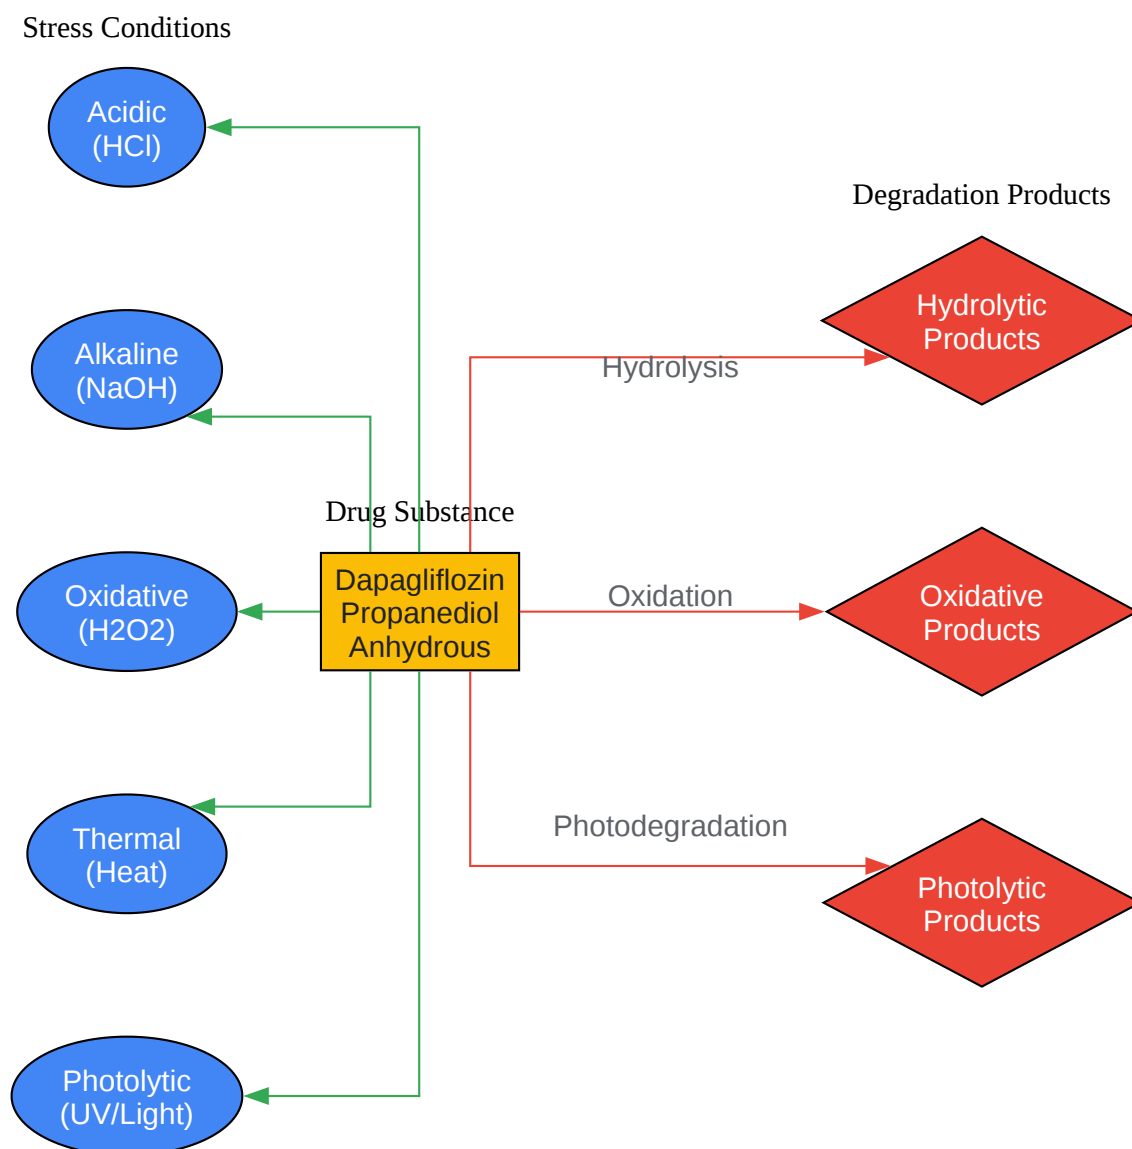 Stress Conditions
Acidic
(HCl)
Alkaline
(NaOH)
Oxidative
(H2O2)
Thermal
(Heat)
Photolytic
(UV/Light)
Drug Substance
Dapagliflozin
Propanediol
Anhydrous
Hydrolysis
Oxidation
Photodegradation
Degradation Products
Hydrolytic
Products
Oxidative
Products
Photolytic
Products